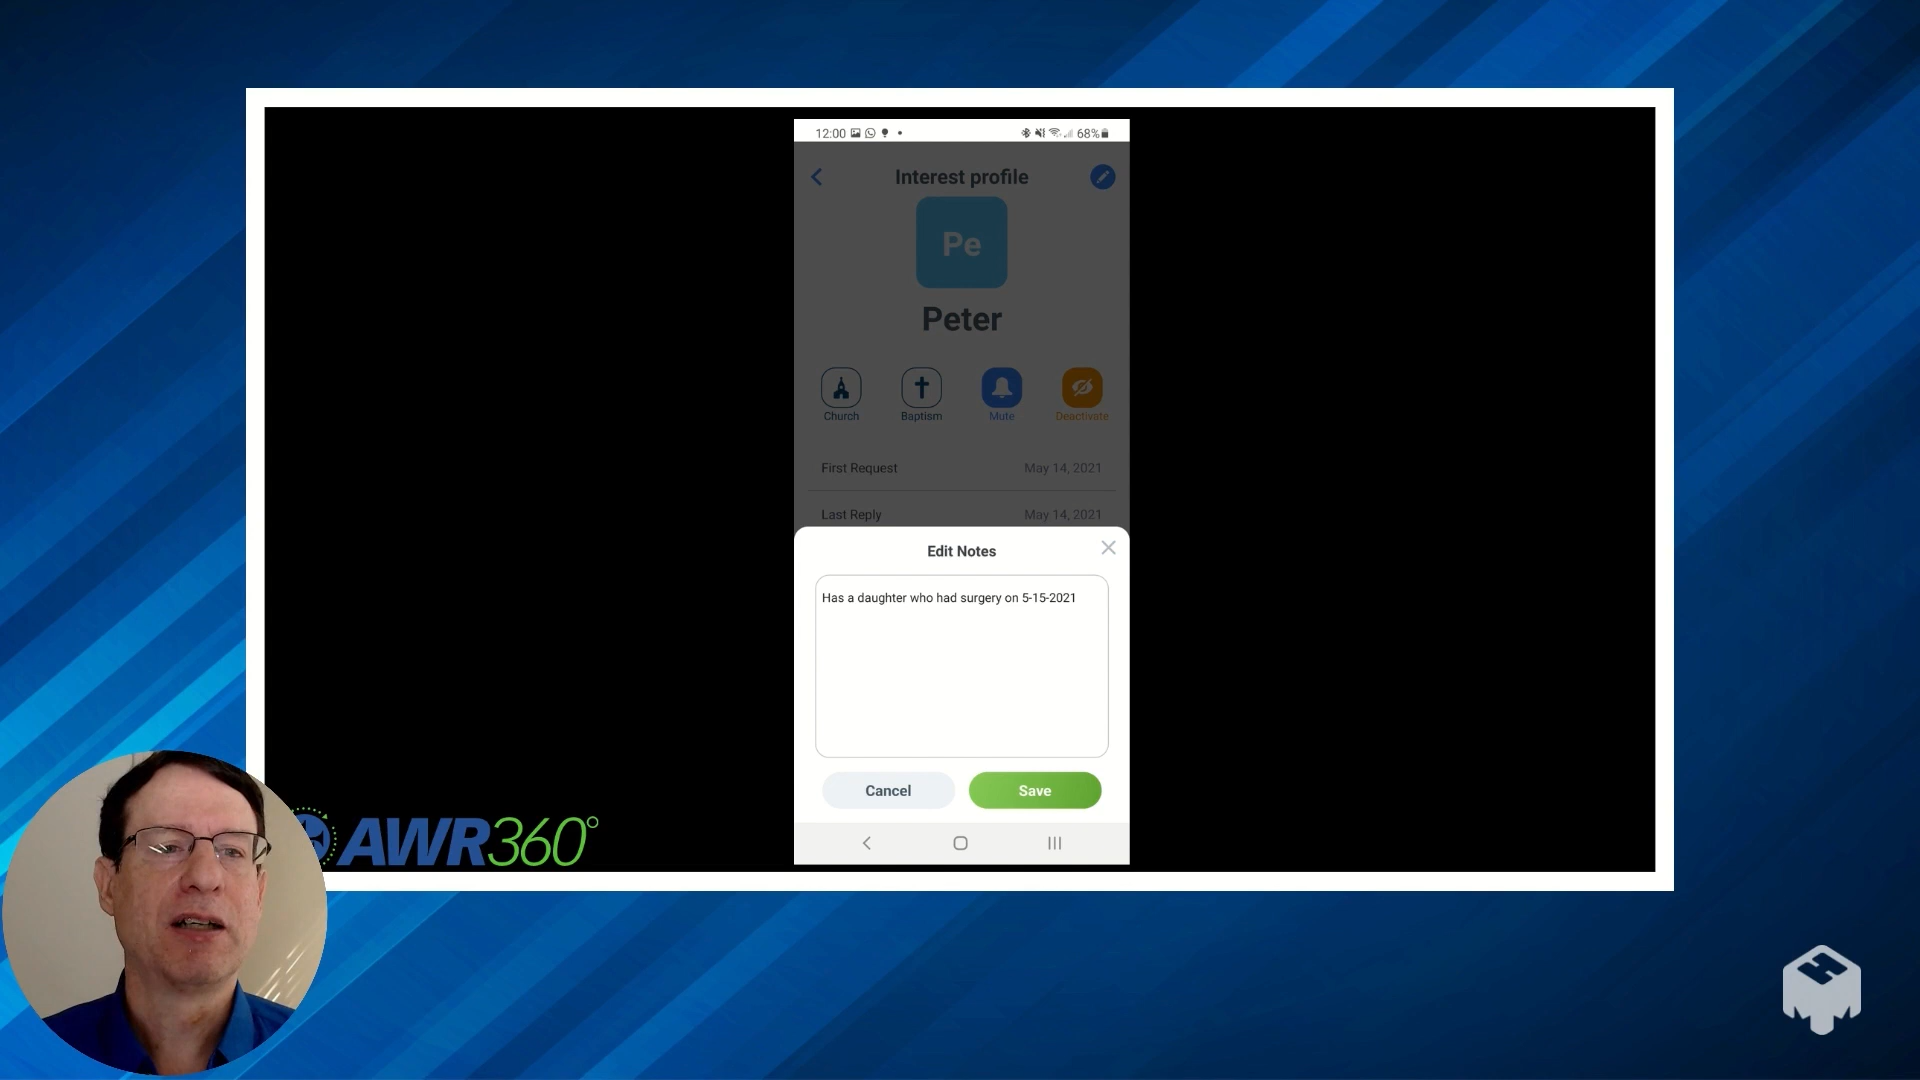 12:00
68%
Interest profile
Pe
Peter
Church
Baptism
Mute
Deactivate
First Request
May 14, 2021
Last Reply
May 14, 2021
Edit Notes
Has a daughter who had surgery on 5-15-2021
Cancel
Save
AWR360°